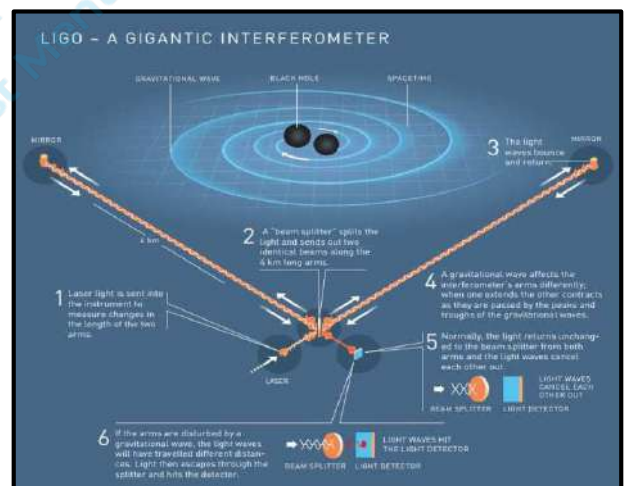 LIGO – A GIGANTIC INTERFEROMETER
GRAVITATIONAL WAVE
BLACK HOLE
SPACETIME
MIRROR
MIRROR
3 The light
waves bounce
and return.
4 km
2 A "beam splitter" splits the
light and sends out two
identical beams along the
4 km long arms.
1 Laser light is sent into
the instrument to
measure changes in
the length of the two
arms.
4 A gravitational wave affects the
interferometer's arms differently;
when one extends the other contracts
as they are passed by the peaks and
troughs of the gravitational waves.
LASER
5 Normally, the light returns unchang-
ed to the beam splitter from both
arms and the light waves cancel
each other out.
LIGHT WAVES
CANCEL EACH
OTHER OUT
BEAM SPLITTER
LIGHT DETECTOR
6 If the arms are disturbed by a
gravitational wave, the light waves
will have travelled different distan-
ces. Light then escapes through the
splitter and hits the detector.
LIGHT WAVES HIT
THE LIGHT DETECTOR
BEAM SPLITTER
LIGHT DETECTOR